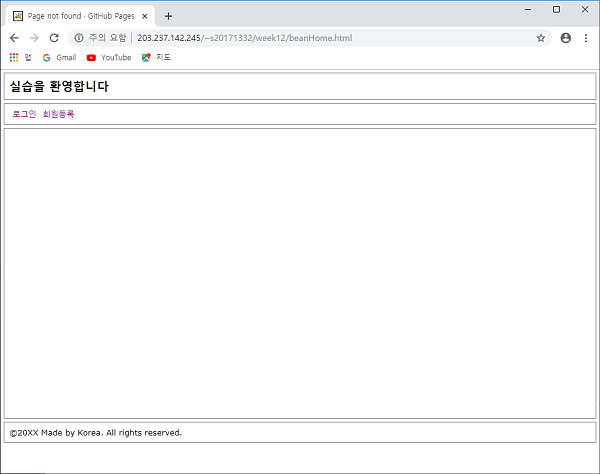 Page not found · GitHub Pages
주의 요함 | 203.237.142.245/~s20171332/week12/beanHome.html
앱 Gmail YouTube 지도
실습을 환영합니다
로그인 회원등록
©20XX Made by Korea. All rights reserved.